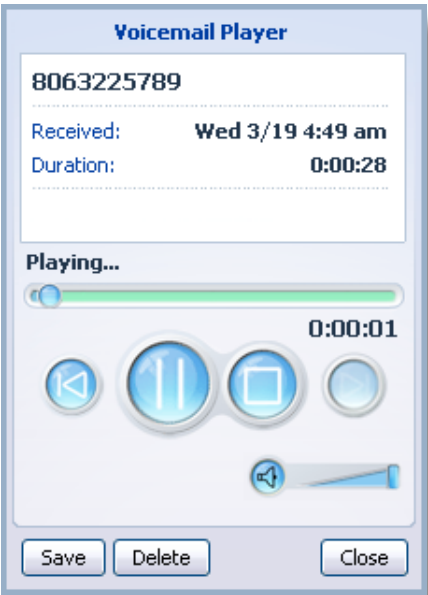 Voicemail Player
8063225789
Received: Wed 3/19 4:49 am
Duration: 0:00:28
Playing...
0:00:01
Save Delete Close